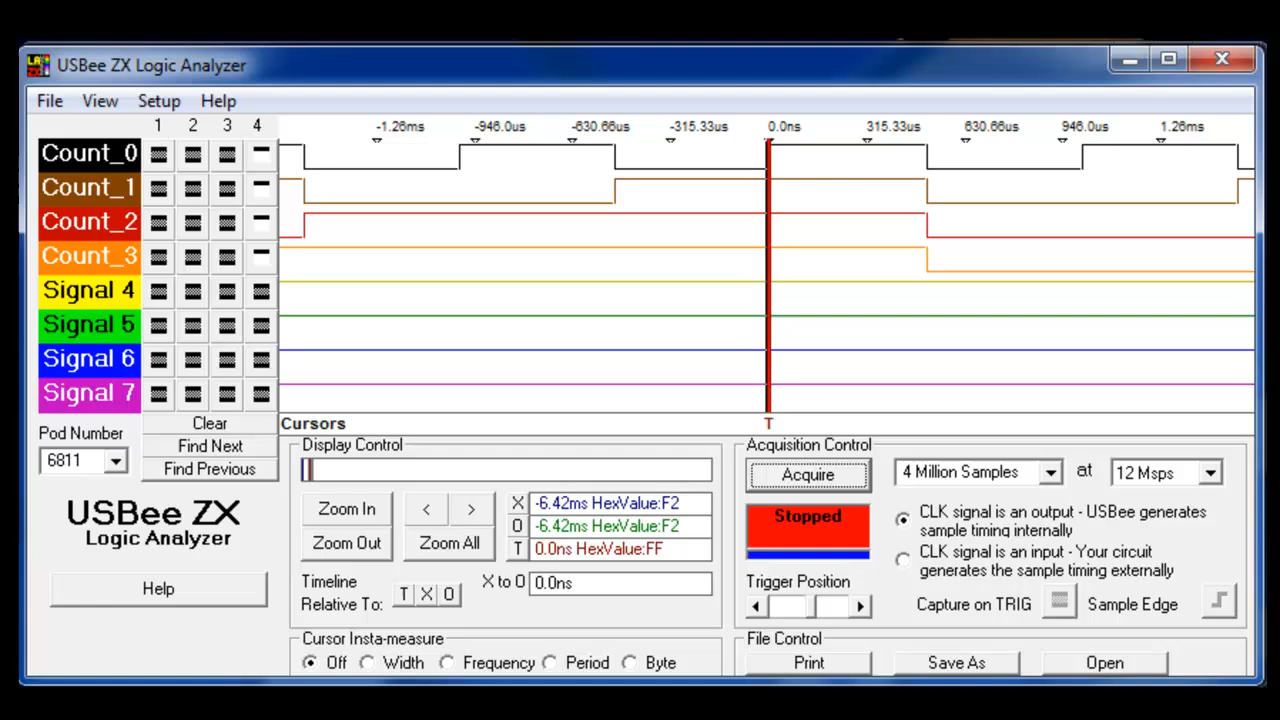 USBee ZX Logic Analyzer
File View Setup Help
1 2 3 4 -1.26ms -946.0us -630.66us -315.33us 0.0ns 315.33us 630.66us 946.0us 1.26ms
Count_0
Count_1
Count_2
Count_3
Signal 4
Signal 5
Signal 6
Signal 7
Clear
Find Next
Find Previous
Pod Number
6811
USBee ZX
Logic Analyzer
Help
Cursors T
Display Control
Zoom In < >
Zoom Out Zoom All
X -6.42ms HexValue:F2
O -6.42ms HexValue:F2
T 0.0ns HexValue:FF
Timeline
Relative To: T X O
X to O 0.0ns
Cursor Insta-measure
Off Width Frequency Period Byte
Acquisition Control
Acquire 4 Million Samples at 12 Msps
Stopped
CLK signal is an output - USBee generates
sample timing internally
CLK signal is an input - Your circuit
generates the sample timing externally
Trigger Position
Capture on TRIG Sample Edge
File Control
Print Save As Open